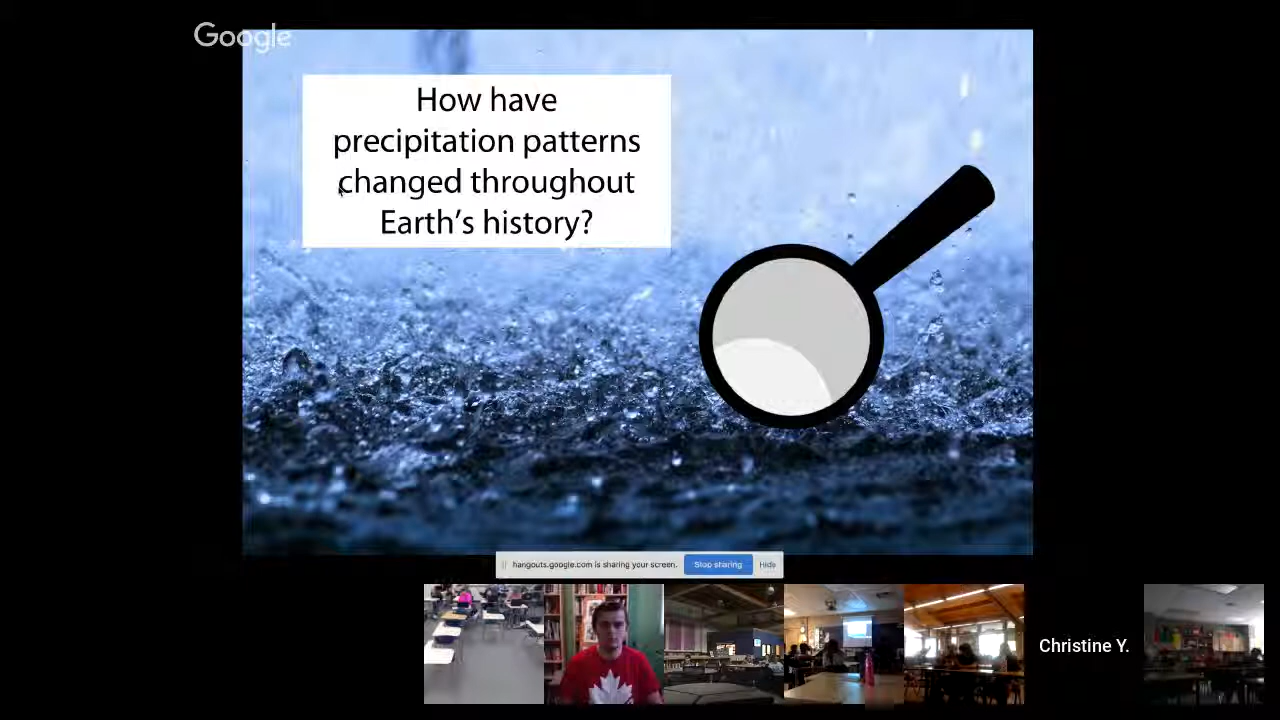 Google
How have
precipitation patterns
changed throughout
Earth's history?
hangouts.google.com is sharing your screen. Stop sharing Hide
Christine Y.